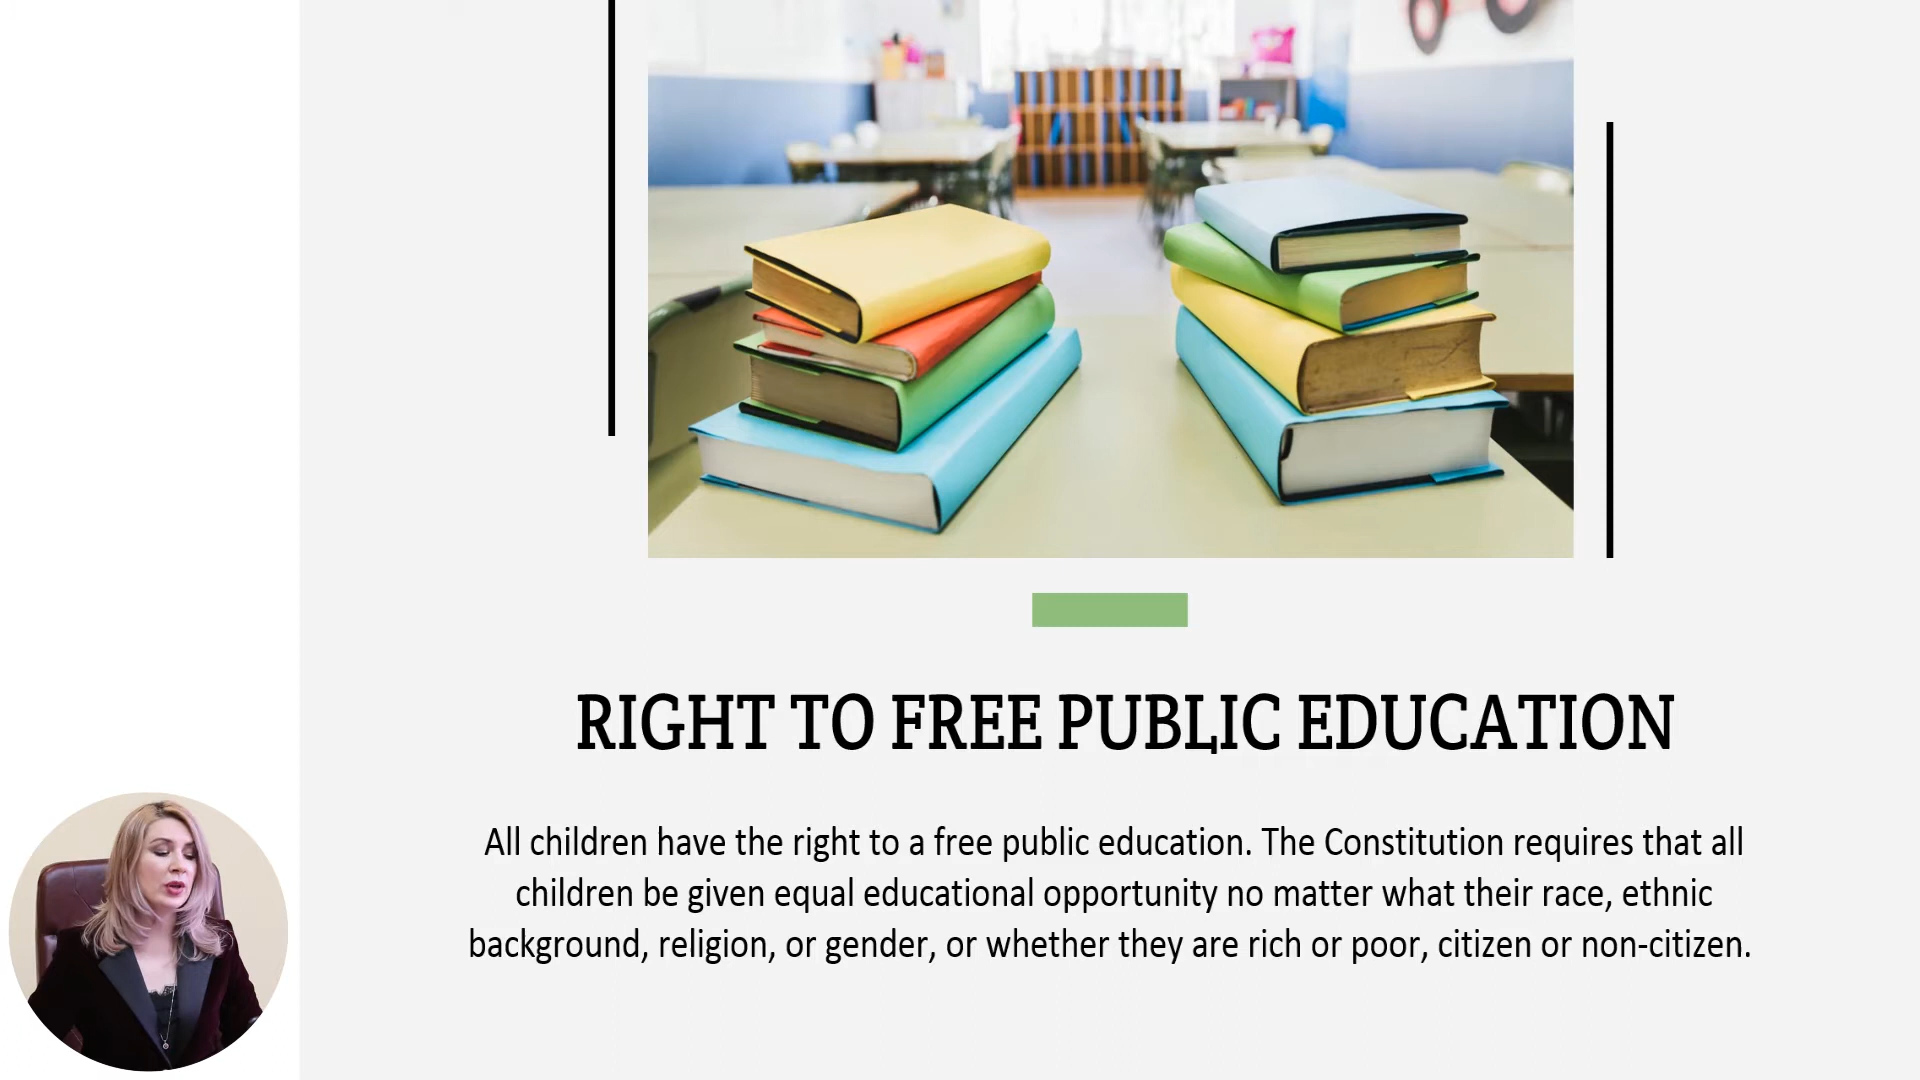 RIGHT TO FREE PUBLIC EDUCATION
All children have the right to a free public education. The Constitution requires that all
children be given equal educational opportunity no matter what their race, ethnic
background, religion, or gender, or whether they are rich or poor, citizen or non-citizen.